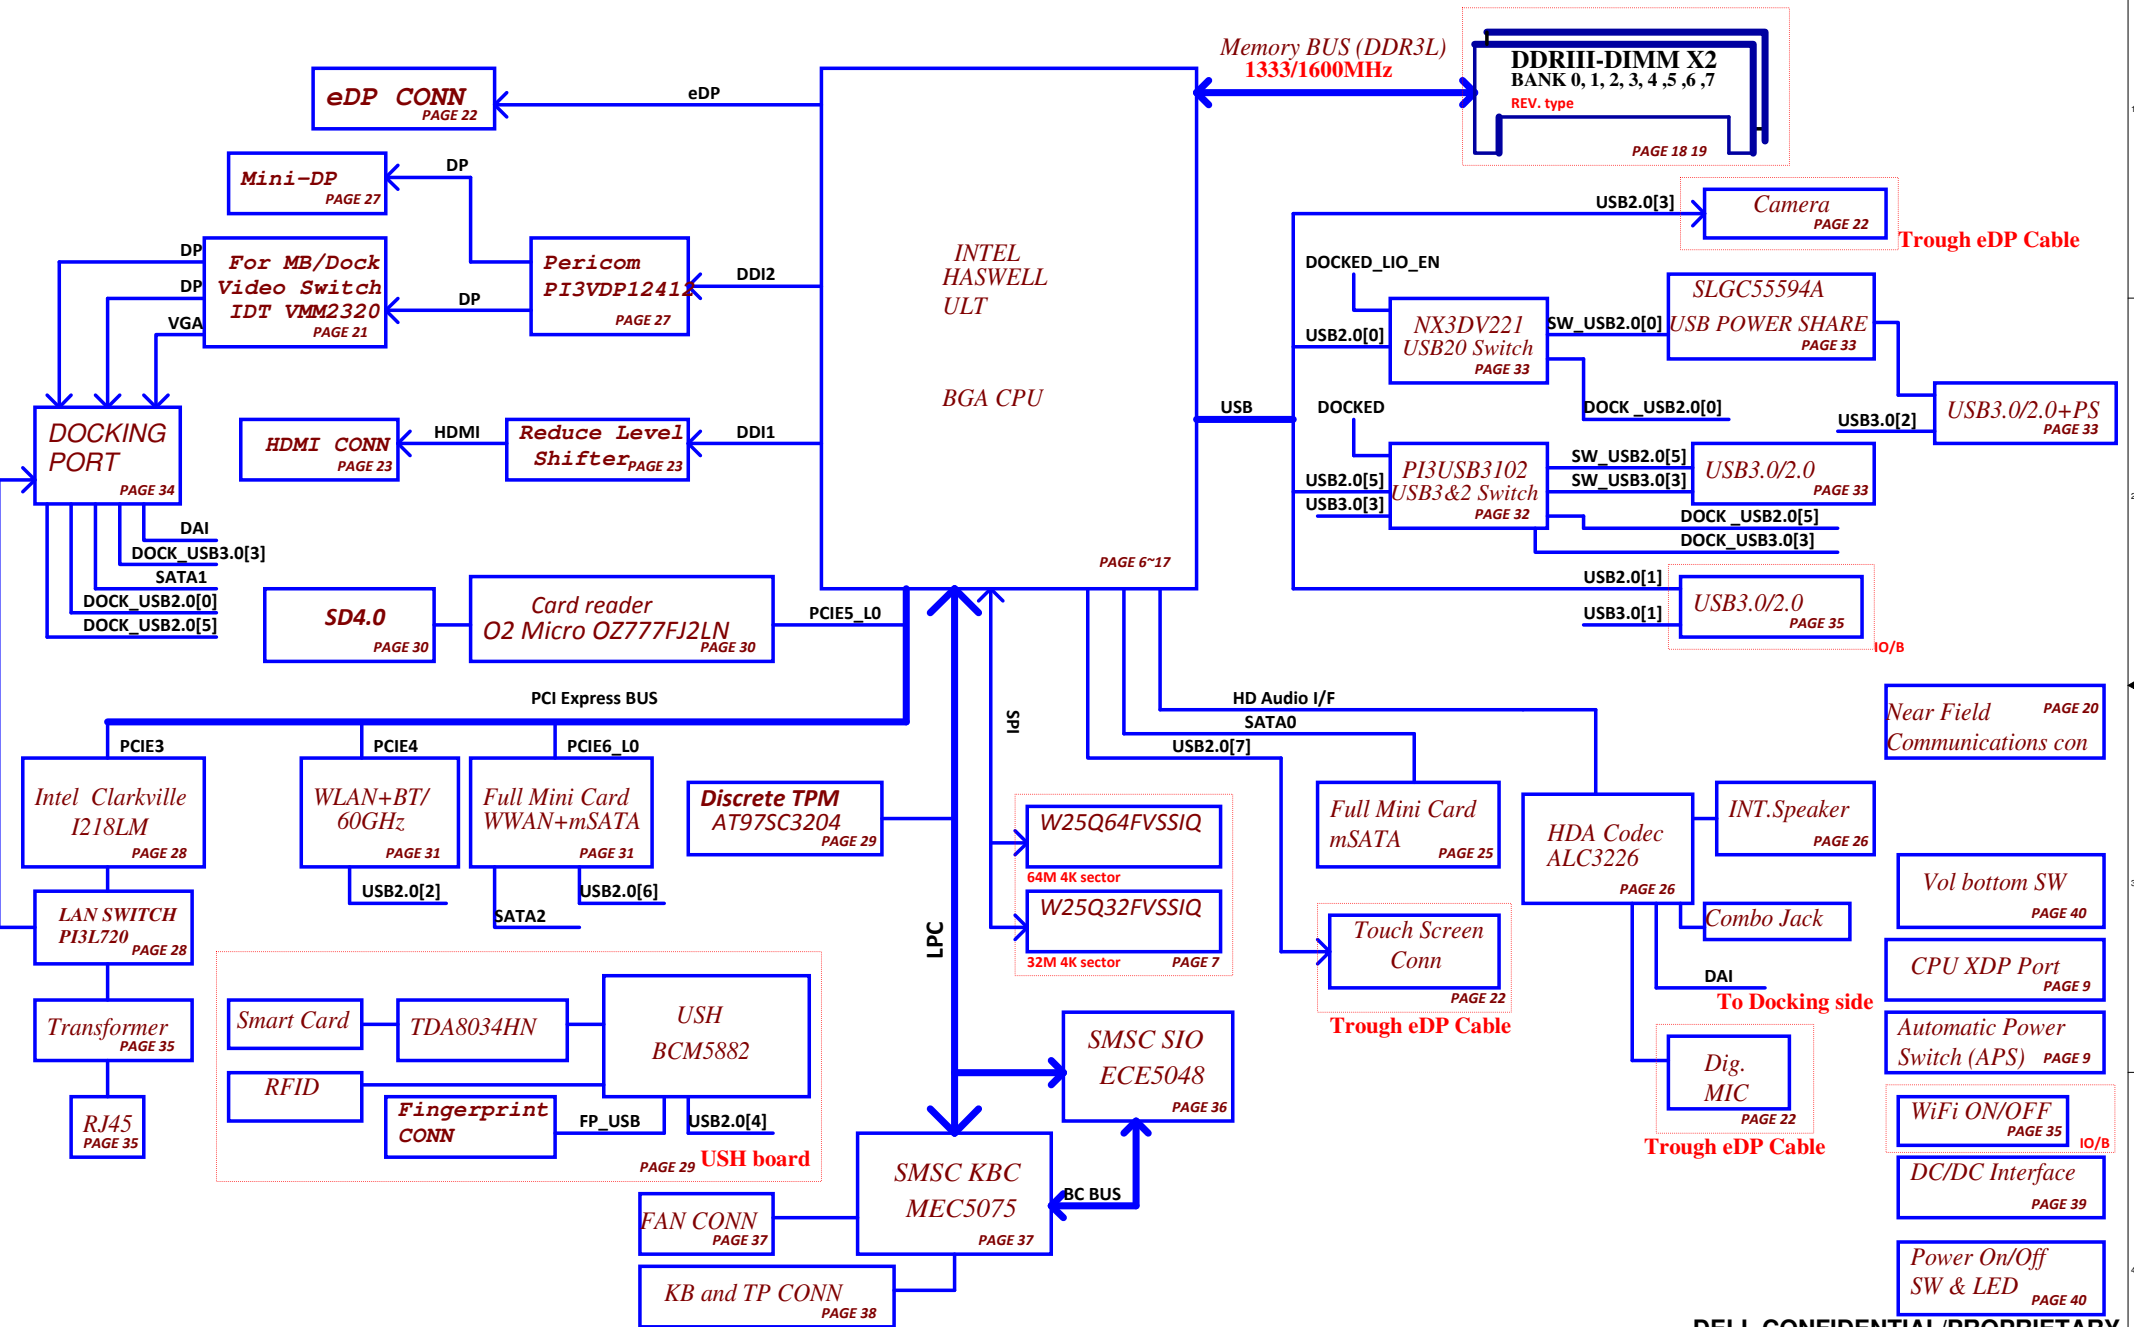 Memory BUS (DDR3L)
1333/1600MHz
DDRIII-DIMM X2
BANK 0, 1, 2, 3, 4 ,5 ,6 ,7
REV. type
PAGE 18 19
eDP CONN
PAGE 22
eDP
Mini-DP
PAGE 27
DP
For MB/Dock
Video Switch
IDT VMM2320
PAGE 21
DP
DP
VGA
Pericom
PI3VDP12412
PAGE 27
DP
DDI2
INTEL
HASWELL
ULT
BGA CPU
PAGE 6~17
USB2.0[3]
Camera
PAGE 22
Trough eDP Cable
DOCKED_LIO_EN
USB2.0[0]
NX3DV221
USB20 Switch
PAGE 33
SW_USB2.0[0]
SLGC55594A
USB POWER SHARE
PAGE 33
DOCK _USB2.0[0]
USB3.0[2]
USB3.0/2.0+PS
PAGE 33
USB
DOCKED
USB2.0[5]
USB3.0[3]
PI3USB3102
USB3&2 Switch
PAGE 32
SW_USB2.0[5]
SW_USB3.0[3]
USB3.0/2.0
PAGE 33
DOCK _USB2.0[5]
DOCK_USB3.0[3]
USB2.0[1]
USB3.0[1]
USB3.0/2.0
PAGE 35
IO/B
DOCKING
PORT
PAGE 34
HDMI CONN
PAGE 23
HDMI
Reduce Level
Shifter
PAGE 23
DDI1
DAI
DOCK_USB3.0[3]
SATA1
DOCK_USB2.0[0]
DOCK_USB2.0[5]
SD4.0
PAGE 30
Card reader
O2 Micro OZ777FJ2LN
PAGE 30
PCIE5_L0
PCI Express BUS
SPI
HD Audio I/F
SATA0
USB2.0[7]
PCIE3
PCIE4
PCIE6_L0
Intel Clarkville
I218LM
PAGE 28
WLAN+BT/
60GHz
PAGE 31
Full Mini Card
WWAN+mSATA
PAGE 31
USB2.0[2]
USB2.0[6]
SATA2
Discrete TPM
AT97SC3204
PAGE 29
W25Q64FVSSIQ
64M 4K sector
W25Q32FVSSIQ
32M 4K sector
PAGE 7
LPC
Full Mini Card
mSATA
PAGE 25
HDA Codec
ALC3226
PAGE 26
INT.Speaker
PAGE 26
Combo Jack
DAI
To Docking side
Touch Screen
Conn
PAGE 22
Trough eDP Cable
Dig.
MIC
PAGE 22
Trough eDP Cable
LAN SWITCH
PI3L720
PAGE 28
Transformer
PAGE 35
RJ45
PAGE 35
Smart Card
TDA8034HN
USH
BCM5882
RFID
Fingerprint
CONN
FP_USB
USB2.0[4]
PAGE 29
USH board
SMSC SIO
ECE5048
PAGE 36
SMSC KBC
MEC5075
PAGE 37
BC BUS
FAN CONN
PAGE 37
KB and TP CONN
PAGE 38
Near Field
Communications con
PAGE 20
Vol bottom SW
PAGE 40
CPU XDP Port
PAGE 9
Automatic Power
Switch (APS)
PAGE 9
WiFi ON/OFF
PAGE 35
IO/B
DC/DC Interface
PAGE 39
Power On/Off
SW & LED
PAGE 40
DELL CONFIDENTIAL/PROPRIETARY